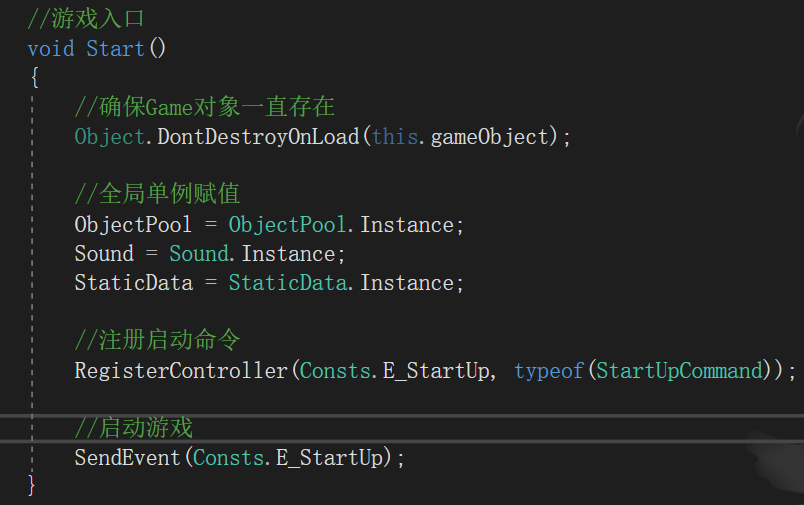 //游戏入口
void Start()
{
//确保Game对象一直存在
Object.DontDestroyOnLoad(this.gameObject);
//全局单例赋值
ObjectPool = ObjectPool.Instance;
Sound = Sound.Instance;
StaticData = StaticData.Instance;
//注册启动命令
RegisterController(Consts.E_StartUp, typeof(StartUpCommand));
//启动游戏
SendEvent(Consts.E_StartUp);
}